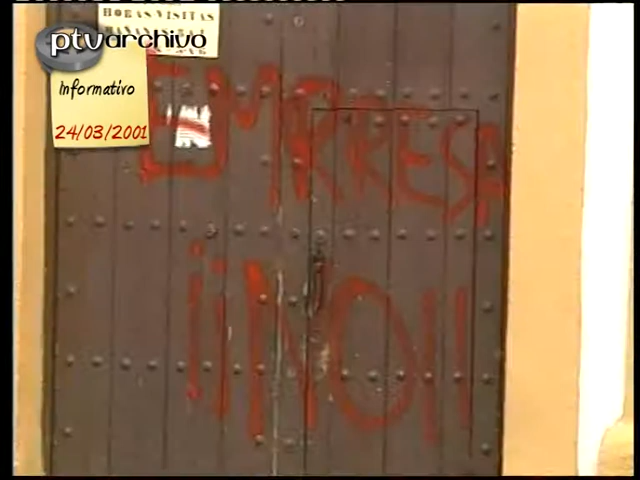 HORAS-VISITAS
ptvarchivo
Informativo
24/03/2001
EMPRESA
¡¡NO!!